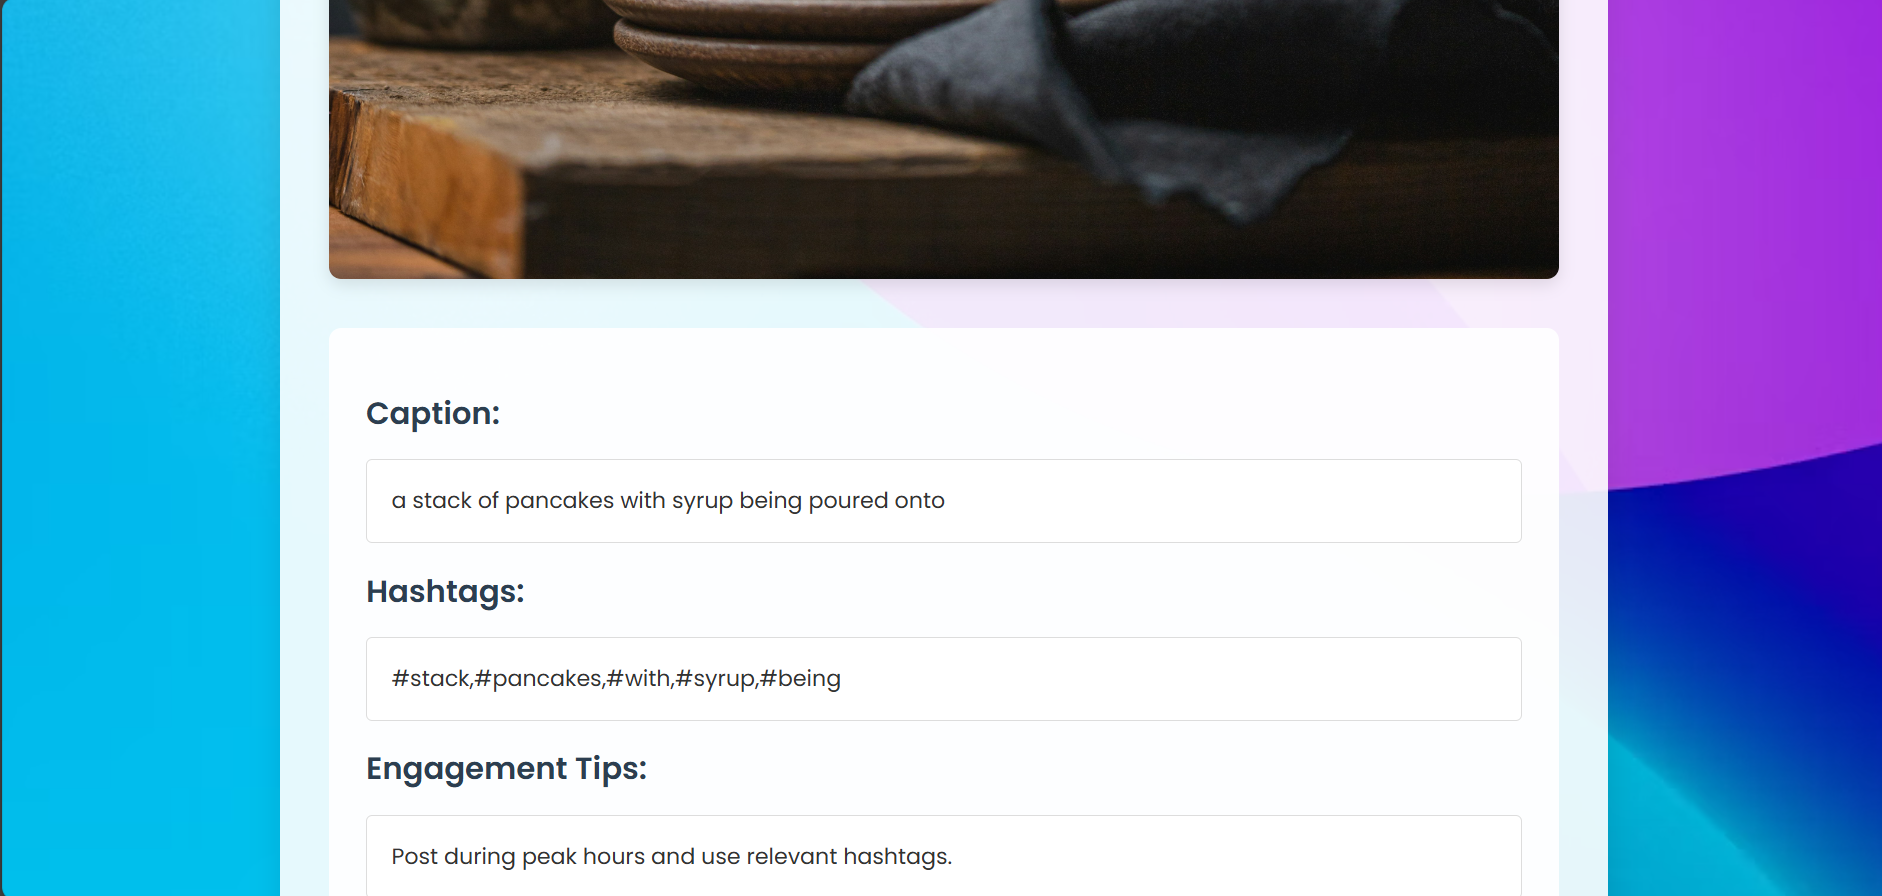 Caption:
a stack of pancakes with syrup being poured onto
Hashtags:
#stack,#pancakes,#with,#syrup,#being
Engagement Tips:
Post during peak hours and use relevant hashtags.